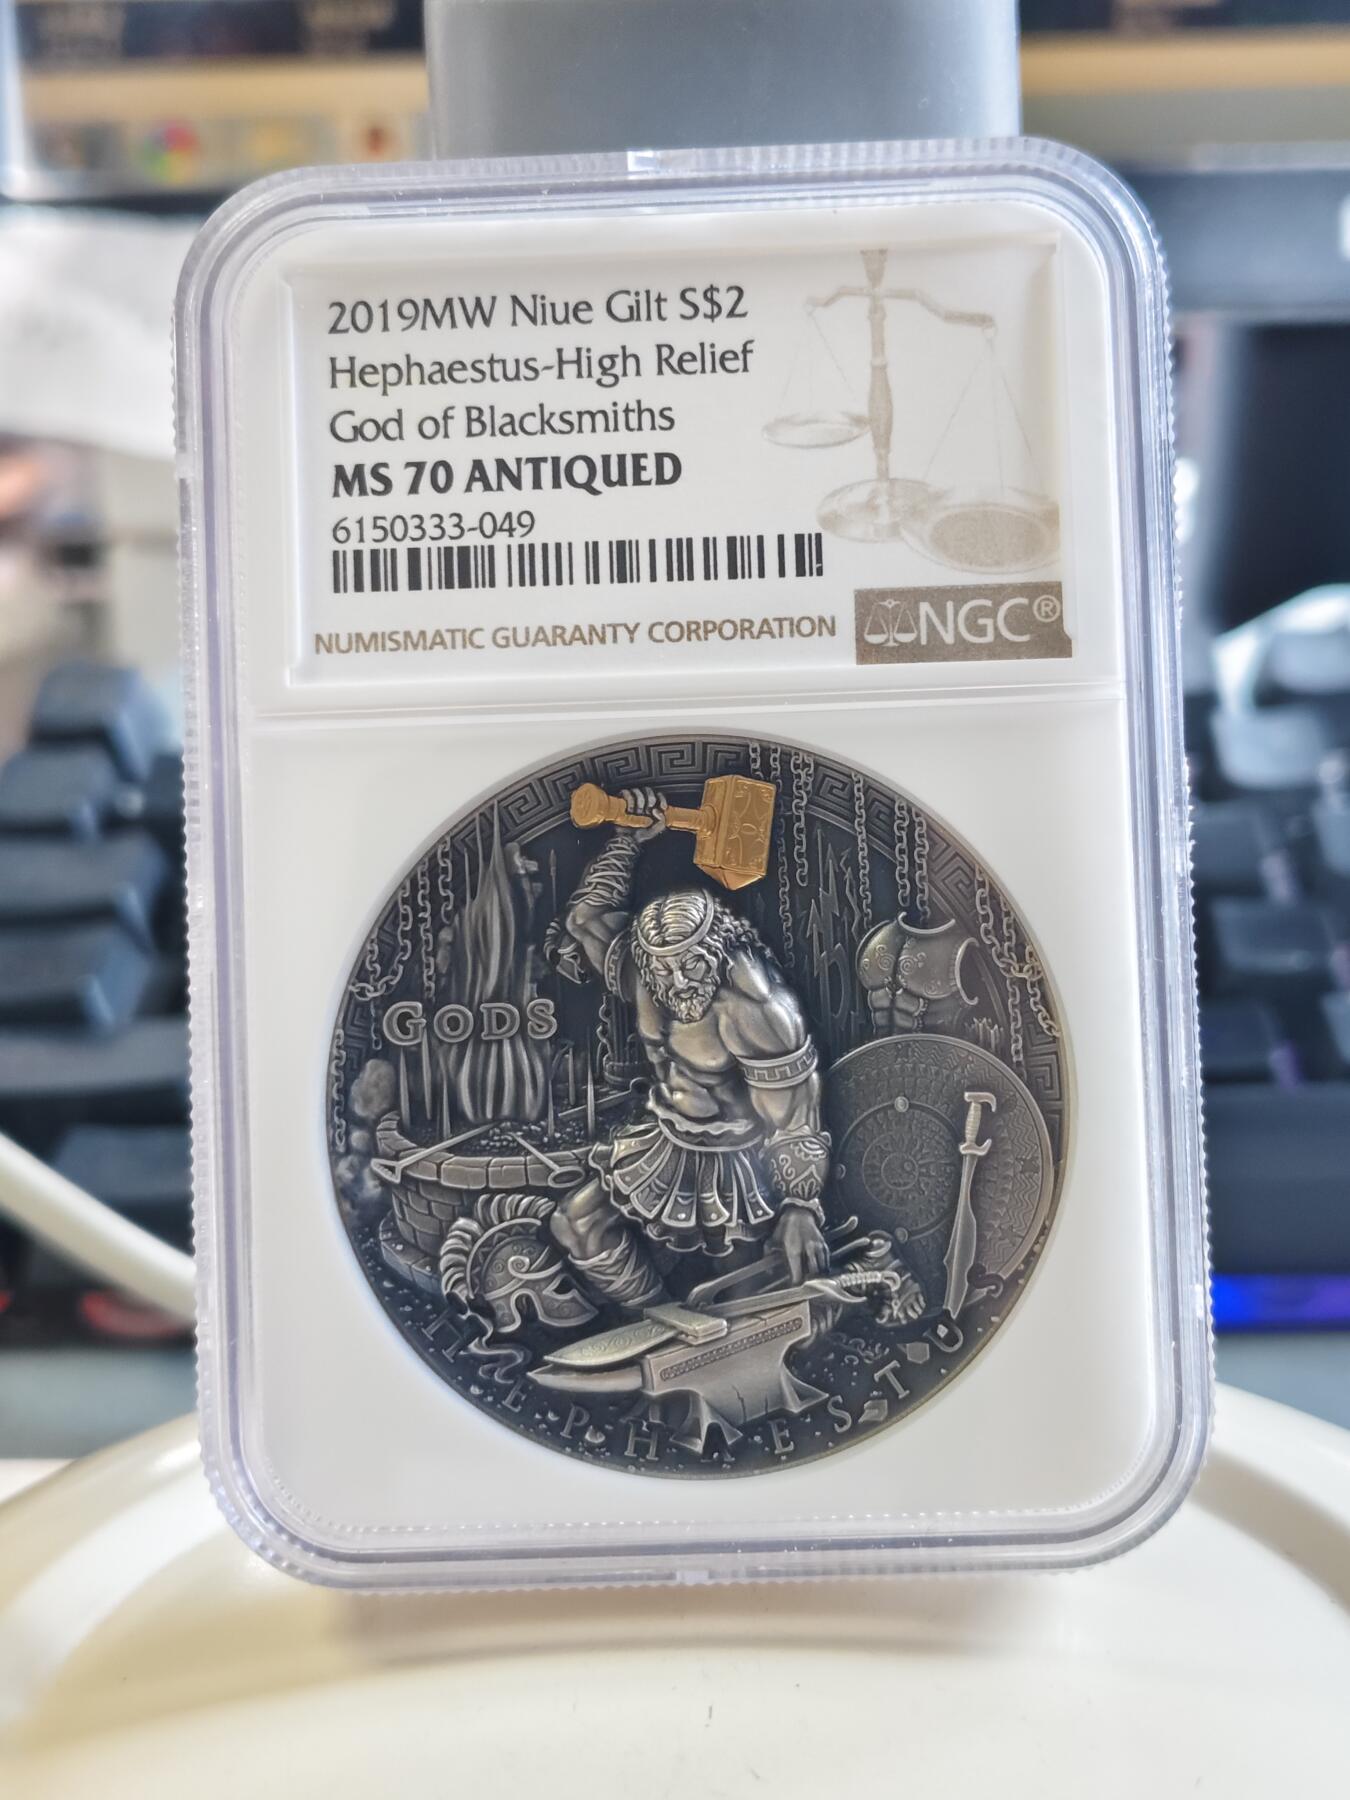 2019MW Niue Gilt S$2
Hephaestus-High Relief
God of Blacksmiths
MS 70 ANTIQUED
6150333-049
NUMISMATIC GUARANTY CORPORATION
NGC®
GODS
HEPHAESTUS